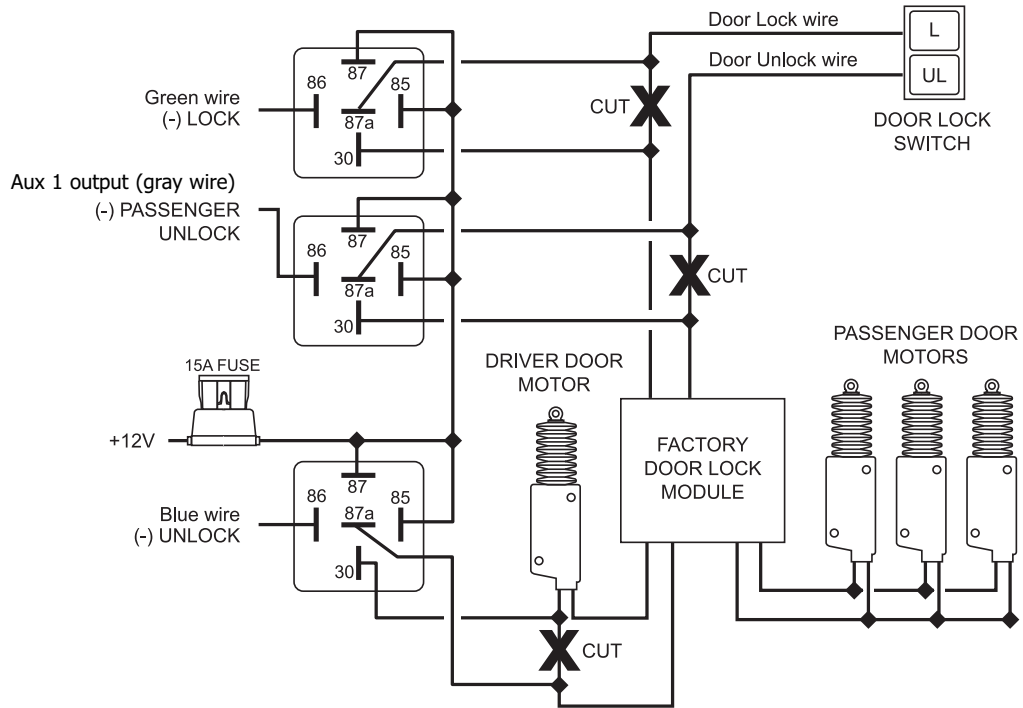 Door Lock wire
L
Door Unlock wire
UL
DOOR LOCK
SWITCH
87
86
85
87a
30
Green wire
(-) LOCK
CUT
Aux 1 output (gray wire)
(-) PASSENGER
UNLOCK
87
86
85
87a
30
CUT
15A FUSE
+12V
DRIVER DOOR
MOTOR
PASSENGER DOOR
MOTORS
FACTORY
DOOR LOCK
MODULE
87
86
85
87a
30
Blue wire
(-) UNLOCK
CUT